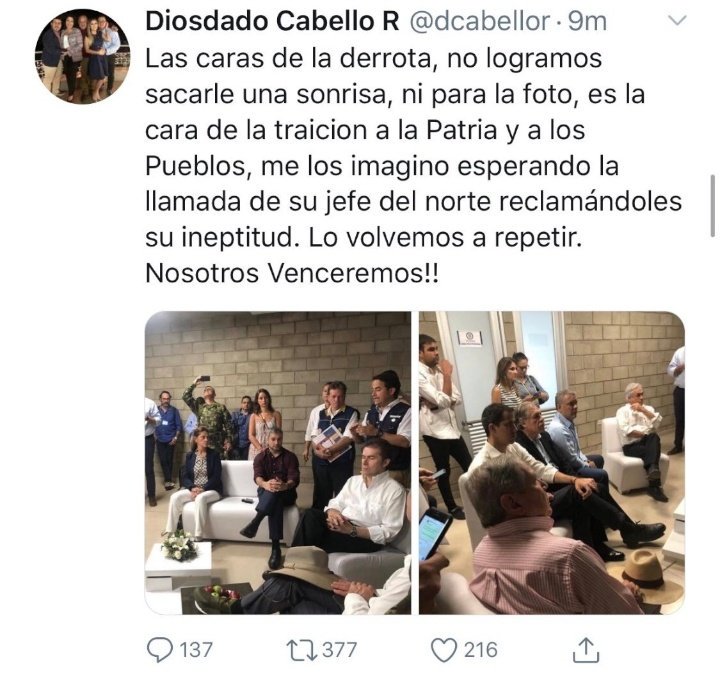 Diosdado Cabello R @dcabellor · 9m
Las caras de la derrota, no logramos
sacarle una sonrisa, ni para la foto, es la
cara de la traicion a la Patria y a los
Pueblos, me los imagino esperando la
llamada de su jefe del norte reclamándoles
su ineptitud. Lo volvemos a repetir.
Nosotros Venceremos!!
137 377 216